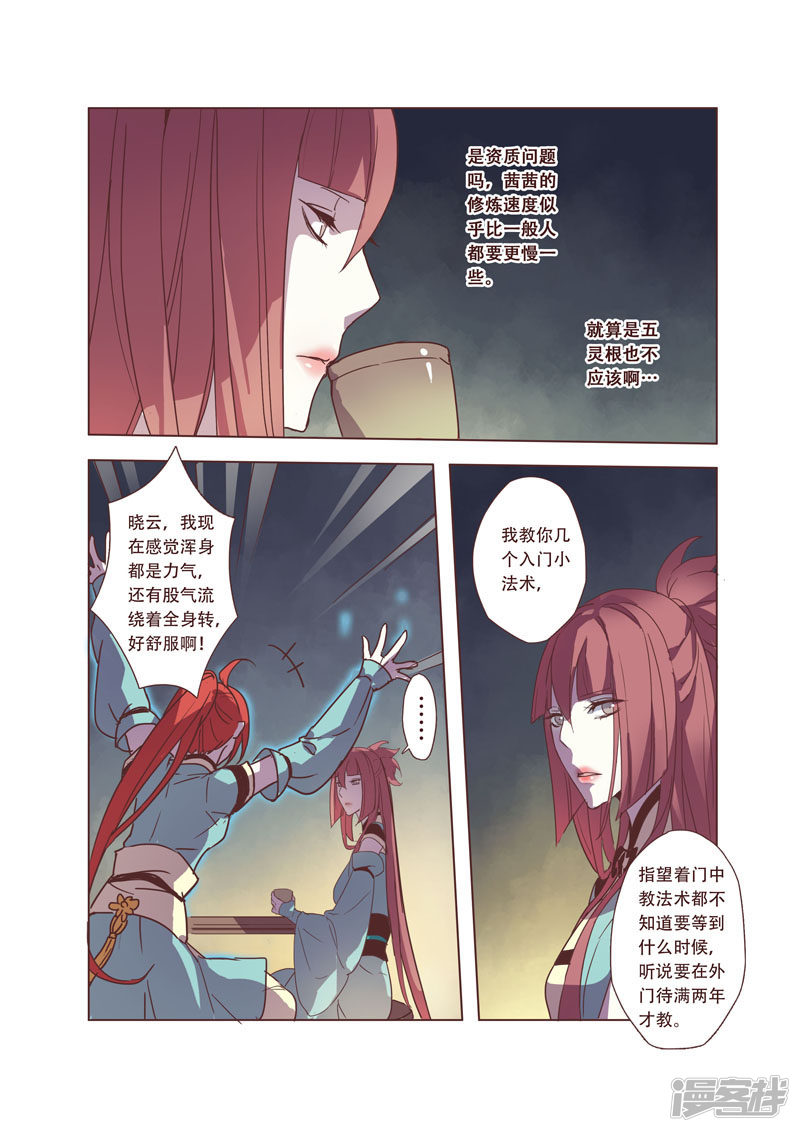 是资质问题
吗，茜茜的
修炼速度似
乎比一般人
都要更慢一
些。
就算是五
灵根也不
应该啊…
晓云，我现
在感觉浑身
都是力气，
还有股气流
绕着全身转，
好舒服啊！
……
我教你几
个入门小
法术，
指望着门中
教法术都不
知道要等到
什么时候，
听说要在外
门待满两年
才教。
漫客栈